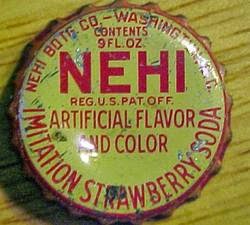 NEHI BOTG CO.-WASHINGTON
CONTENTS
9 FL. OZ
NEHI
REG. U.S. PAT. OFF.
ARTIFICIAL FLAVOR
AND COLOR
IMITATION STRAWBERRY SODA